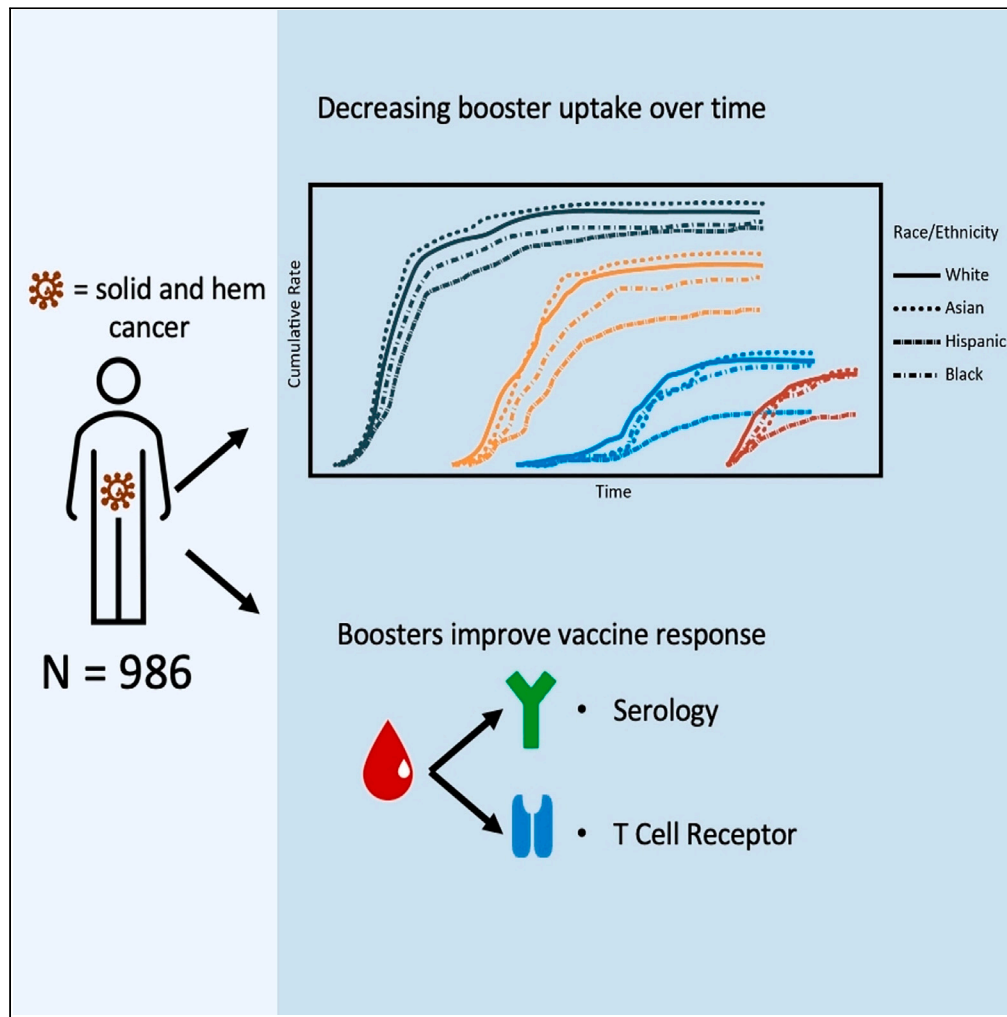 Decreasing booster uptake over time
Cumulative Rate
Time
Race/Ethnicity
White
Asian
Hispanic
Black
= solid and hem
cancer
N = 986
Boosters improve vaccine response
• Serology
• T Cell Receptor